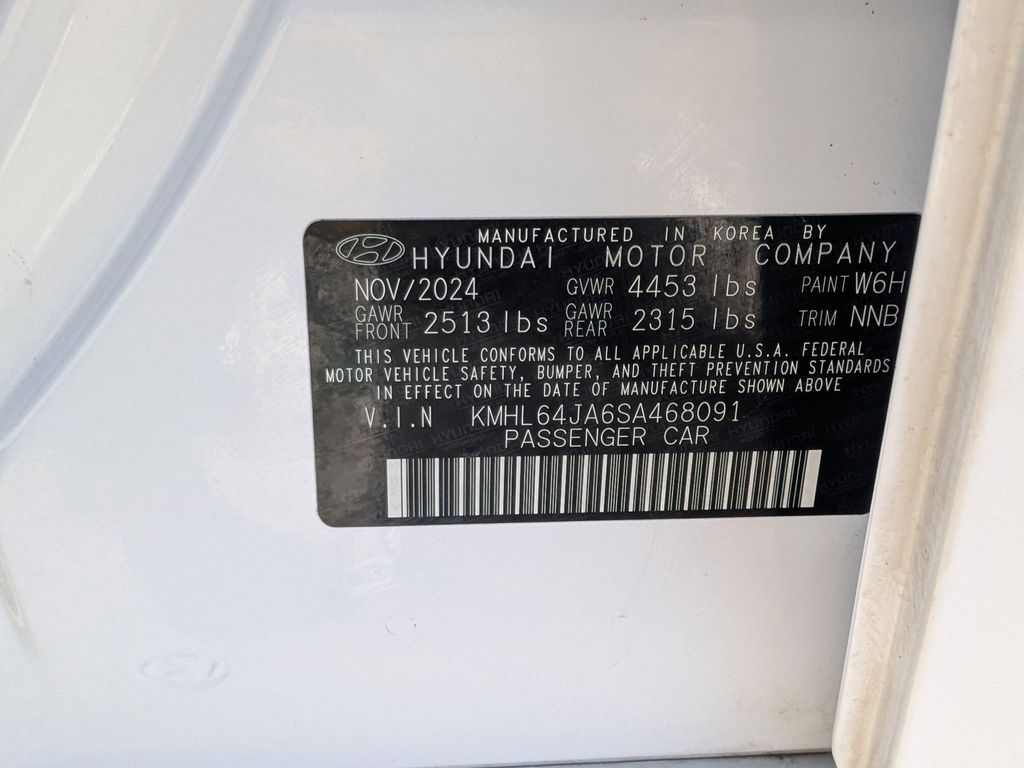 MANUFACTURED IN KOREA BY
HYUNDAI MOTOR COMPANY
NOV/2024 GVWR 4453 lbs PAINT W6H
GAWR FRONT 2513 lbs GAWR REAR 2315 lbs TRIM NNB
THIS VEHICLE CONFORMS TO ALL APPLICABLE U.S.A. FEDERAL
MOTOR VEHICLE SAFETY, BUMPER, AND THEFT PREVENTION STANDARDS
IN EFFECT ON THE DATE OF MANUFACTURE SHOWN ABOVE
V.I.N KMHL64JA6SA468091
PASSENGER CAR